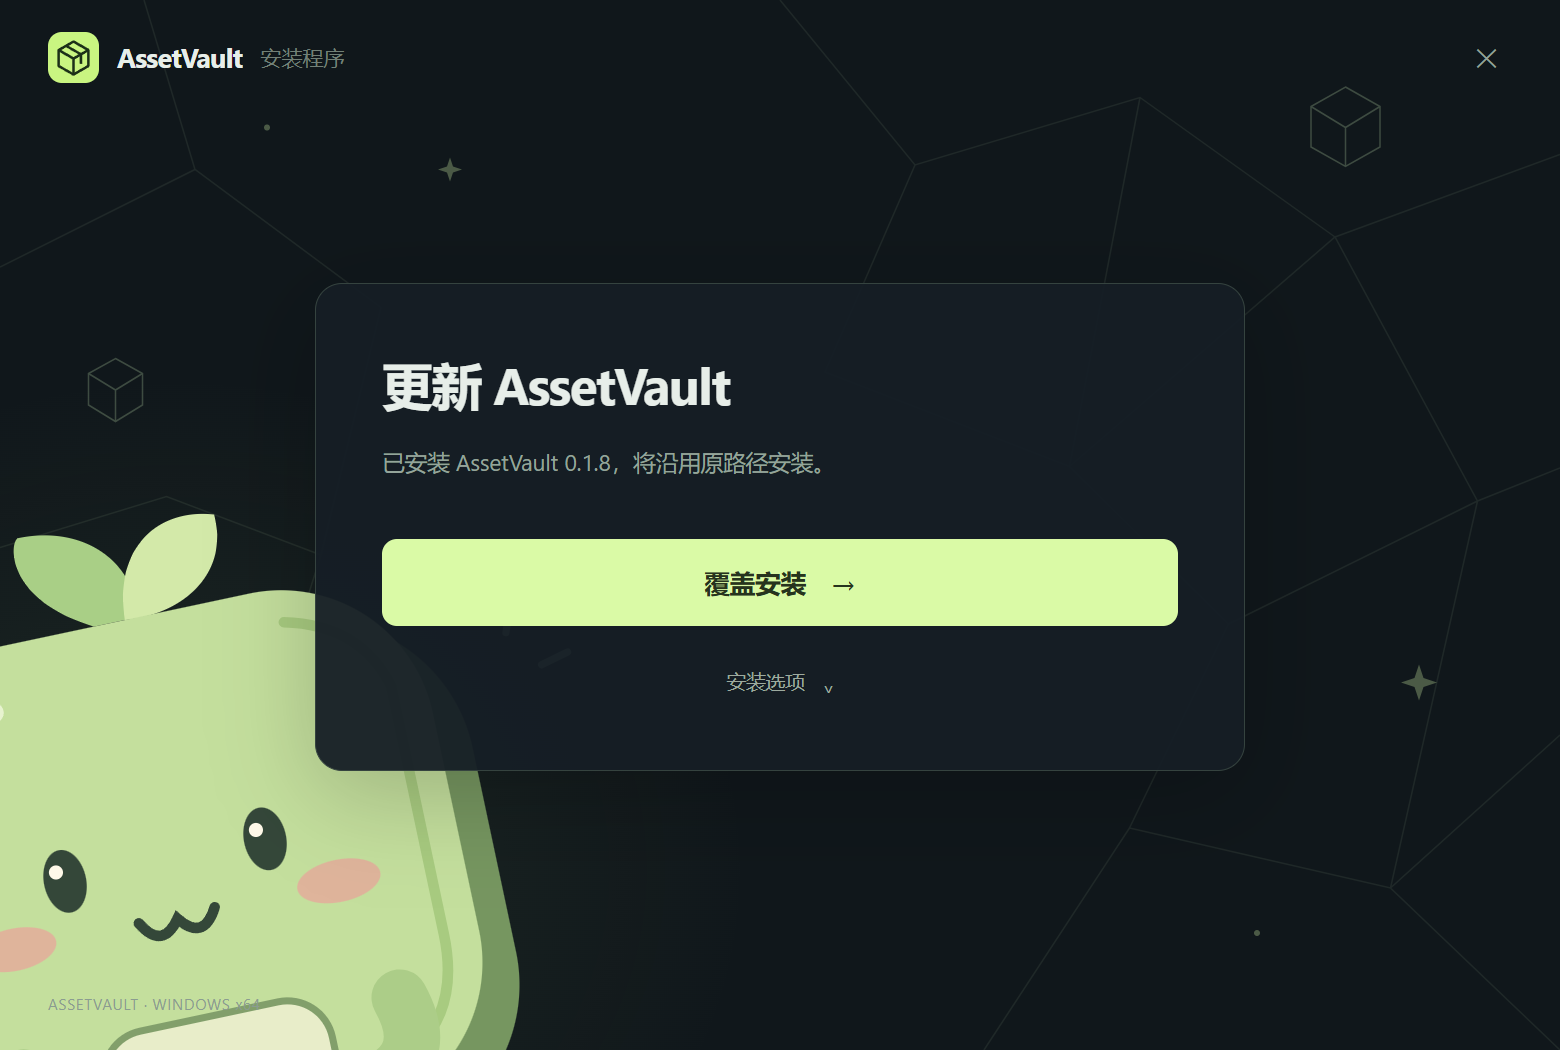 AssetVault 安装程序
更新 AssetVault
已安装 AssetVault 0.1.8，将沿用原路径安装。
覆盖安装 →
安装选项 ˅
ASSETVAULT · WINDOWS x64